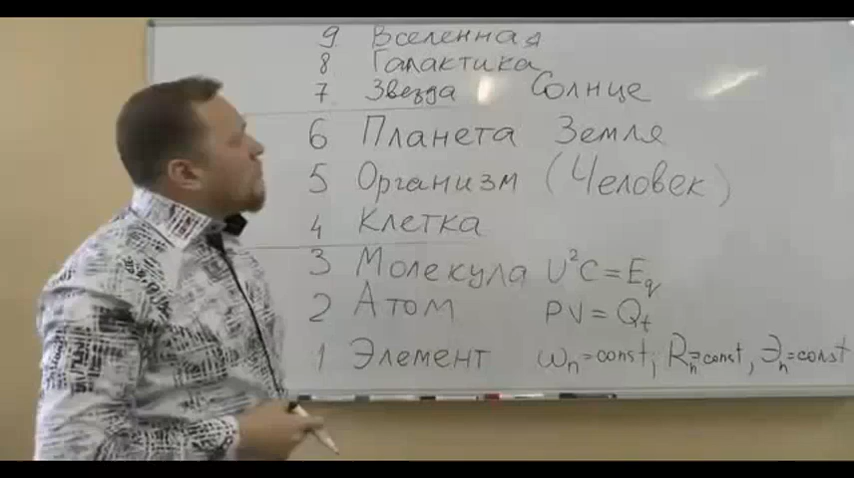 9 Вселенная
8 Галактика
7 Звезда Солнце
6 Планета Земля
5 Организм (Человек)
4 Клетка
3 Молекула U²C = Eq
2 Атом PV = Qt
1 Элемент ωn = const; Rn = const, Эn = const